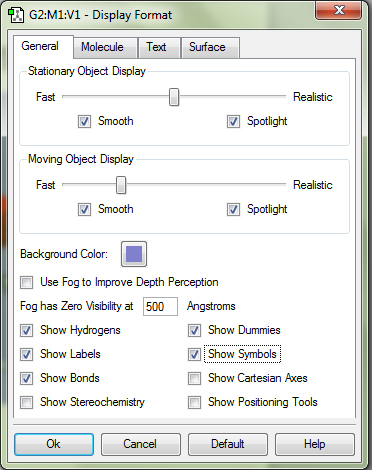 G2:M1:V1 - Display Format
General Molecule Text Surface
Stationary Object Display
Fast Realistic
Smooth Spotlight
Moving Object Display
Fast Realistic
Smooth Spotlight
Background Color:
Use Fog to Improve Depth Perception
Fog has Zero Visibility at 500 Angstroms
Show Hydrogens Show Dummies
Show Labels Show Symbols
Show Bonds Show Cartesian Axes
Show Stereochemistry Show Positioning Tools
Ok Cancel Default Help